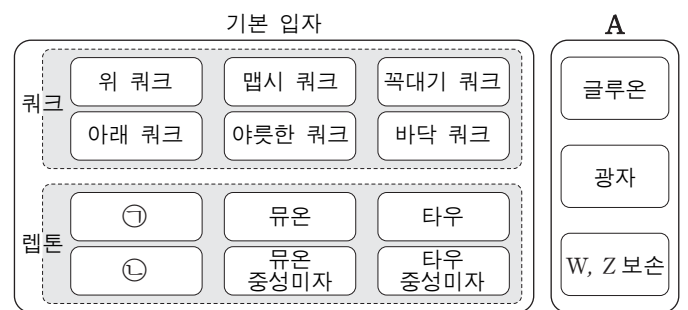 기본 입자
A
쿼크
위 쿼크
맵시 쿼크
꼭대기 쿼크
아래 쿼크
야릇한 쿼크
바닥 쿼크
렙톤
㉠
뮤온
타우
㉡
뮤온
중성미자
타우
중성미자
글루온
광자
W, Z 보손